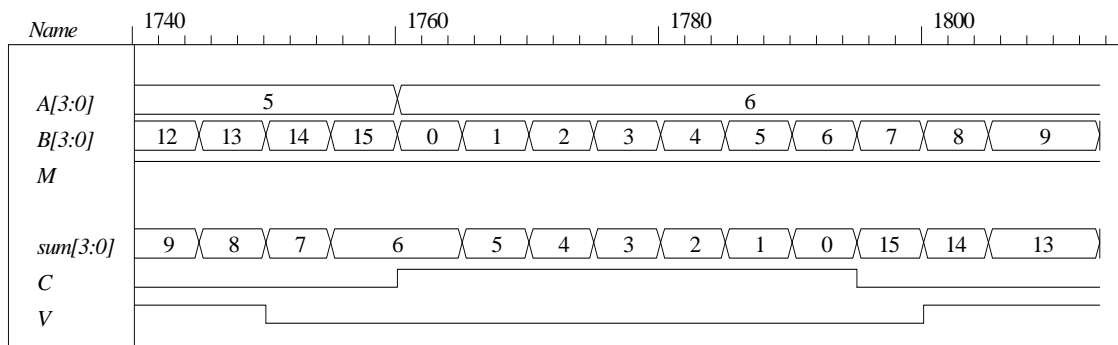 Name 1740 1760 1780 1800
A[3:0] 5 6
B[3:0] 12 13 14 15 0 1 2 3 4 5 6 7 8 9
M
sum[3:0] 9 8 7 6 5 4 3 2 1 0 15 14 13
C
V